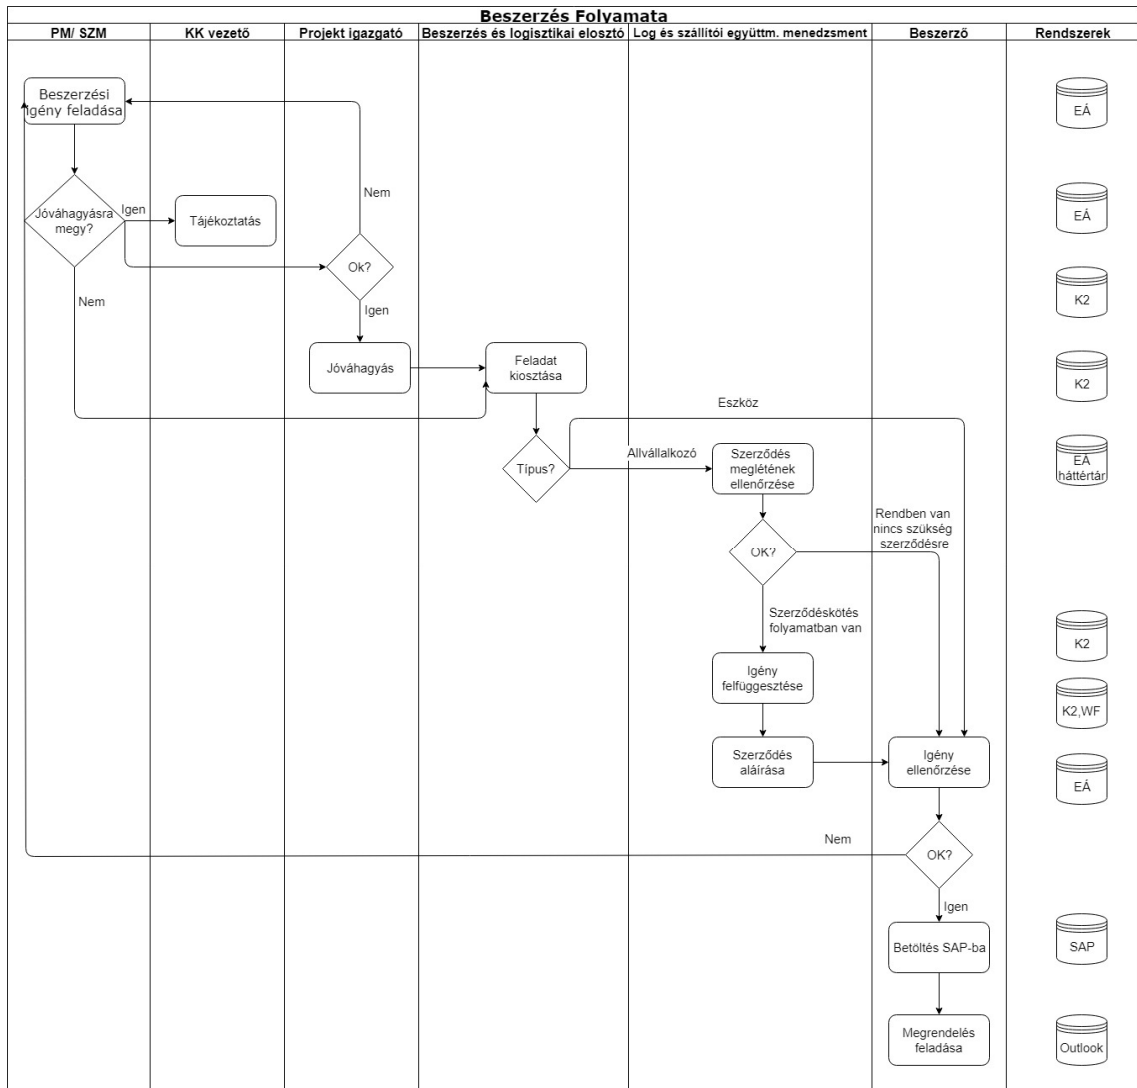 Beszerzés Folyamata
PM/ SZM
KK vezető
Projekt igazgató
Beszerzés és logisztikai elosztó
Log és szállítói együttm. menedzsment
Beszerző
Rendszerek
Beszerzési
igény feladása
EÁ
Nem
Jóváhagyásra
megy?
Igen
Tájékoztatás
EÁ
Ok?
Nem
Igen
K2
Jóváhagyás
Feladat
kiosztása
K2
Eszköz
Típus?
Allvállalkozó
Szerződés
meglétének
ellenőrzése
EÁ
háttértár
Rendben van
nincs szükség
szerződésre
OK?
Szerződéskötés
folyamatban van
K2
Igény
felfüggesztése
K2,WF
Szerződés
aláírása
Igény
ellenőrzése
EÁ
Nem
OK?
Igen
Betöltés SAP-ba
SAP
Megrendelés
feladása
Outlook